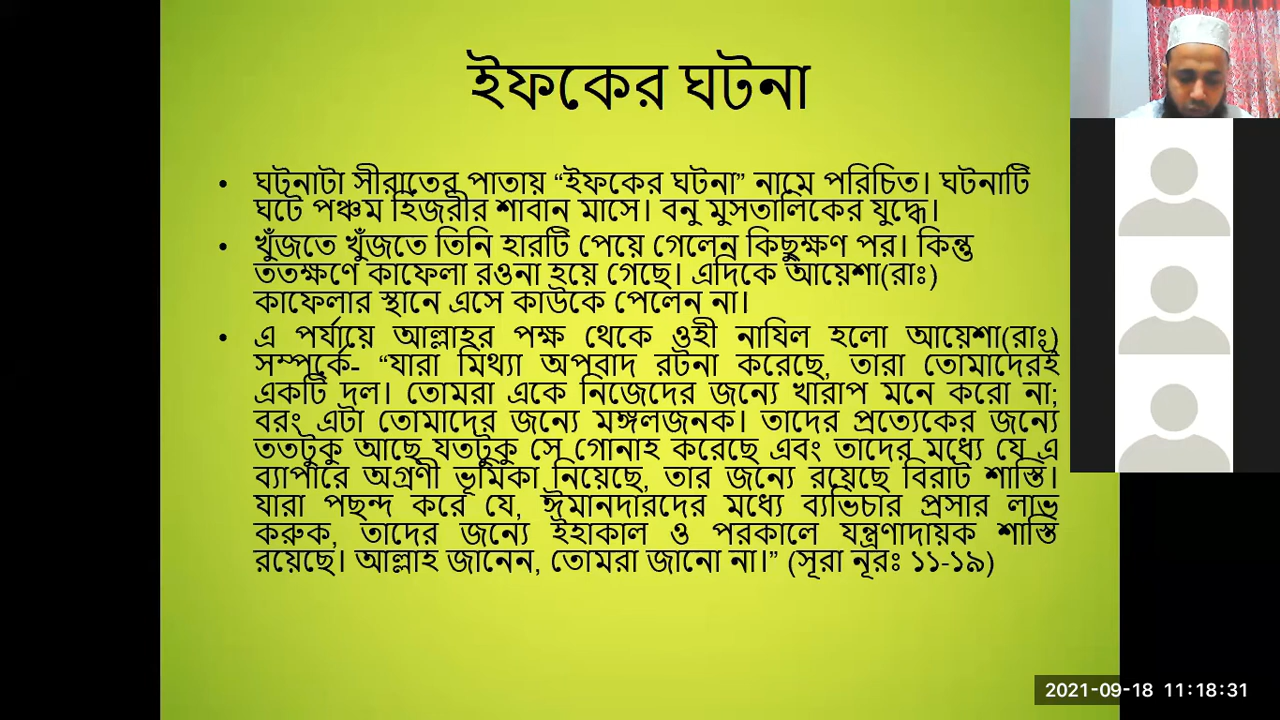 ইফকের ঘটনা
• ঘটনাটা সীরাতের পাতায় “ইফকের ঘটনা” নামে পরিচিত। ঘটনাটি
ঘটে পঞ্চম হিজরীর শাবান মাসে। বনু মুসতালিকের যুদ্ধে।
• খুঁজতে খুঁজতে তিনি হারটি পেয়ে গেলেন কিছুক্ষণ পর। কিন্তু
ততক্ষণে কাফেলা রওনা হয়ে গেছে। এদিকে আয়েশা(রাঃ)
কাফেলার স্থানে এসে কাউকে পেলেন না।
• এ পর্যায়ে আল্লাহর পক্ষ থেকে ওহী নাযিল হলো আয়েশা(রাঃ)
সম্পর্কে- “যারা মিথ্যা অপবাদ রটনা করেছে, তারা তোমাদেরই
একটি দল। তোমরা একে নিজেদের জন্যে খারাপ মনে করো না;
বরং এটা তোমাদের জন্যে মঙ্গলজনক। তাদের প্রত্যেকের জন্যে
ততটুকু আছে যতটুকু সে গোনাহ করেছে এবং তাদের মধ্যে যে এ
ব্যাপারে অগ্রণী ভূমিকা নিয়েছে, তার জন্যে রয়েছে বিরাট শাস্তি।
যারা পছন্দ করে যে, ঈমানদারদের মধ্যে ব্যভিচার প্রসার লাভ
করুক, তাদের জন্যে ইহাকাল ও পরকালে যন্ত্রণাদায়ক শাস্তি
রয়েছে। আল্লাহ জানেন, তোমরা জানো না।” (সূরা নূরঃ ১১-১৯)
2021-09-18 11:18:31